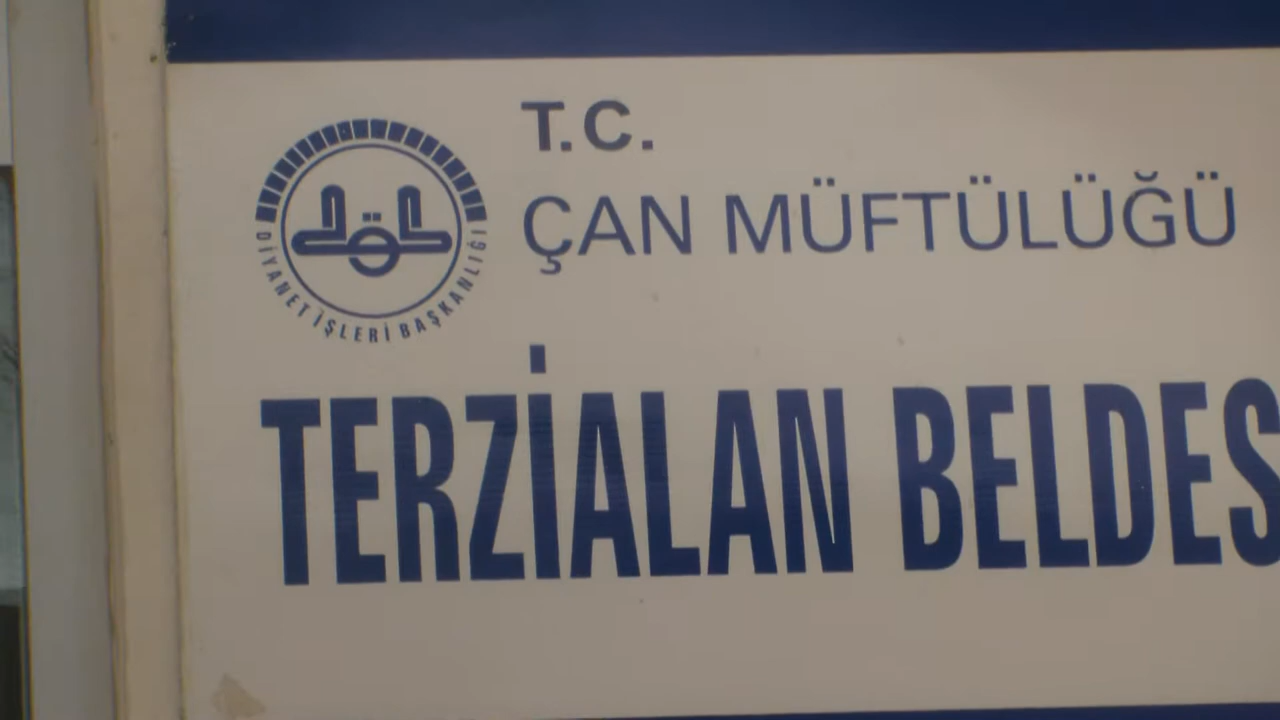 T.C.
ÇAN MÜFTÜLÜĞÜ
DİYANET İŞLERİ BAŞKANLIĞI
TERZİALAN BELDES